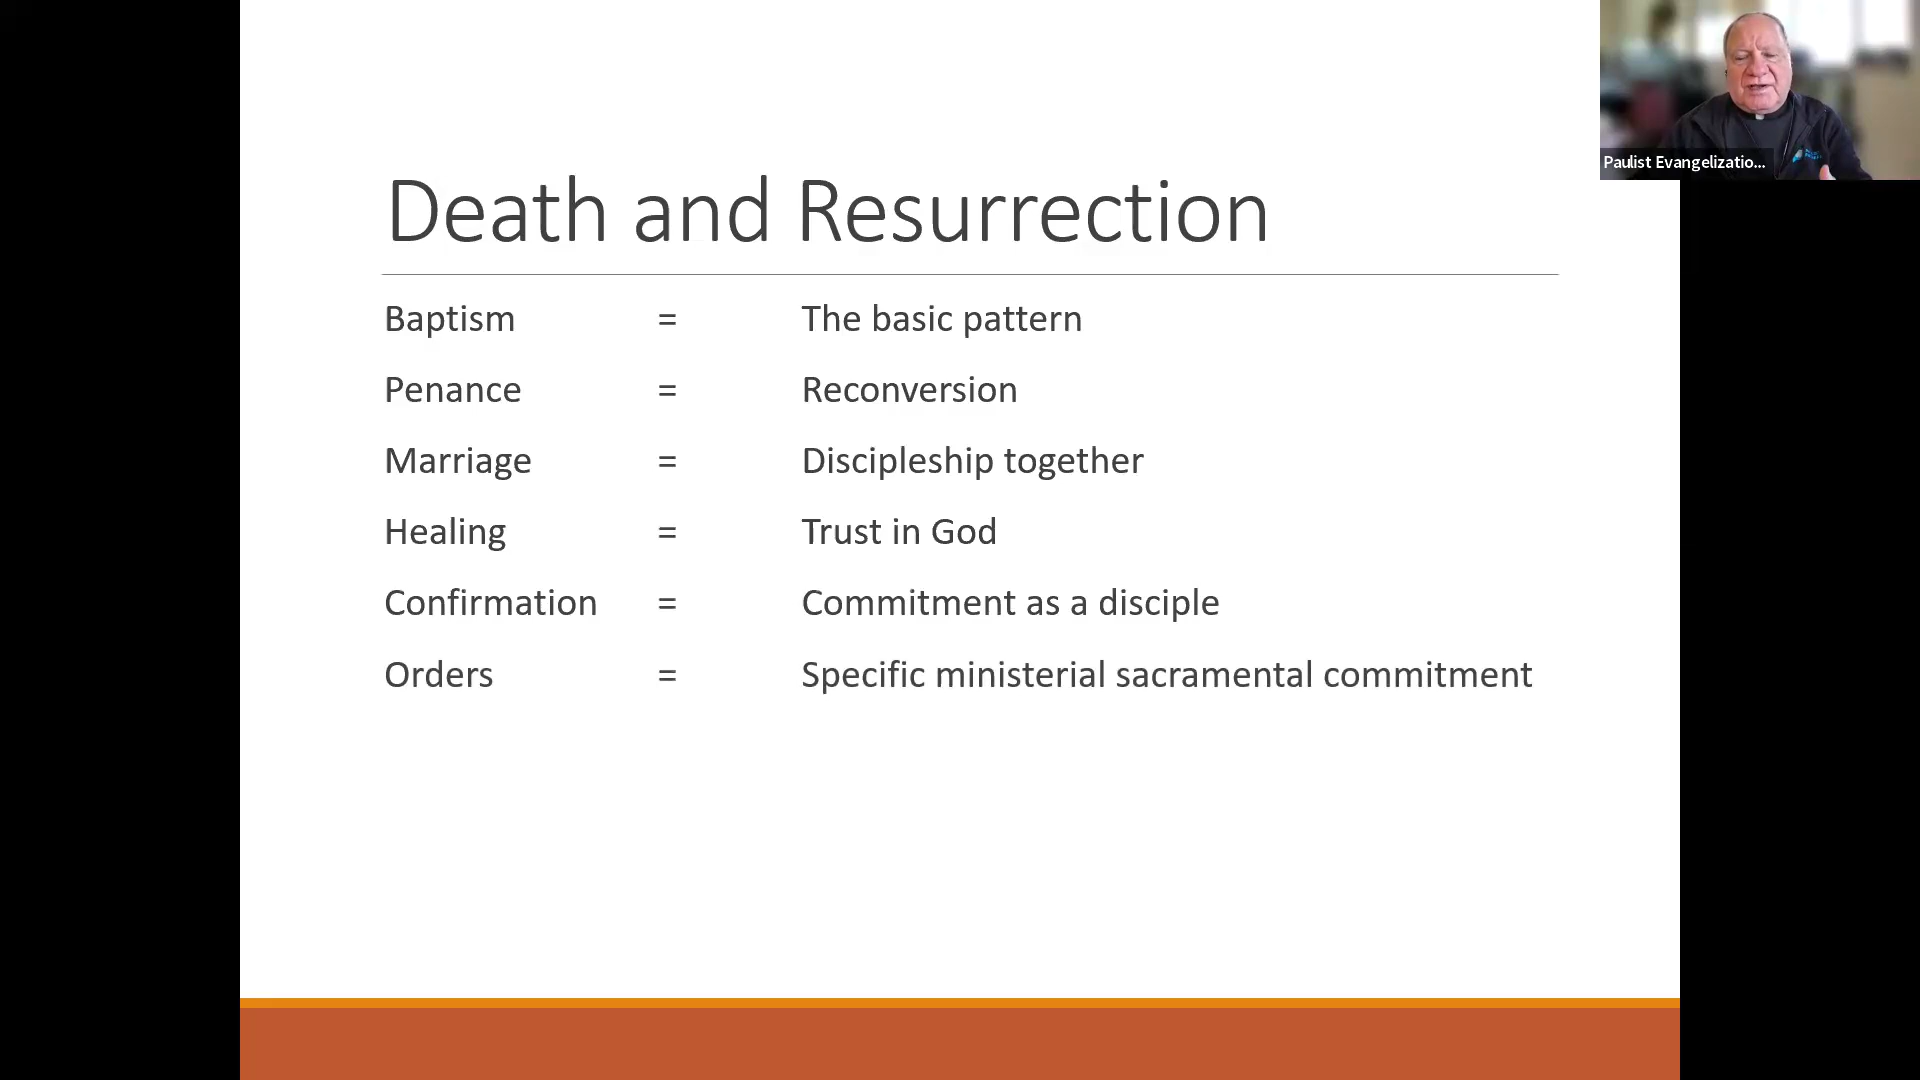 Death and Resurrection
Baptism = The basic pattern
Penance = Reconversion
Marriage = Discipleship together
Healing = Trust in God
Confirmation = Commitment as a disciple
Orders = Specific ministerial sacramental commitment
Paulist Evangelizatio...